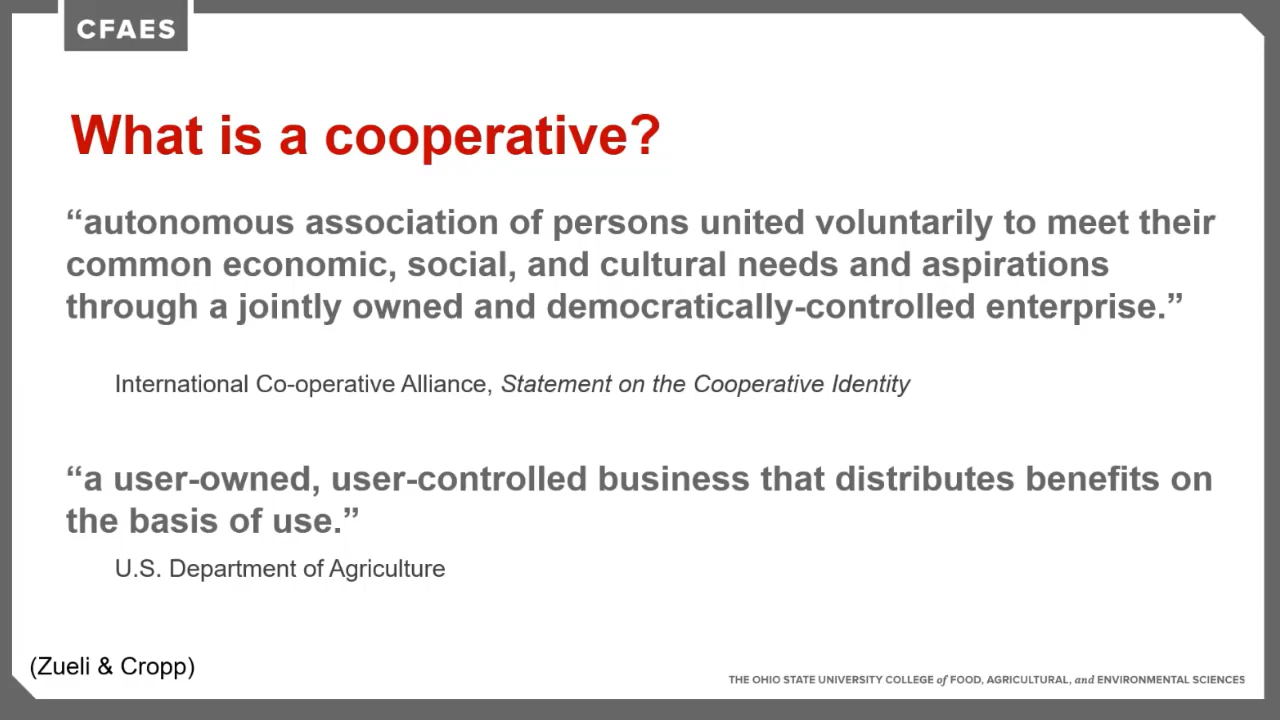 CFAES
What is a cooperative?
“autonomous association of persons united voluntarily to meet their
common economic, social, and cultural needs and aspirations
through a jointly owned and democratically-controlled enterprise.”
International Co-operative Alliance, Statement on the Cooperative Identity
“a user-owned, user-controlled business that distributes benefits on
the basis of use.”
U.S. Department of Agriculture
(Zueli & Cropp)
THE OHIO STATE UNIVERSITY COLLEGE of FOOD, AGRICULTURAL, and ENVIRONMENTAL SCIENCES